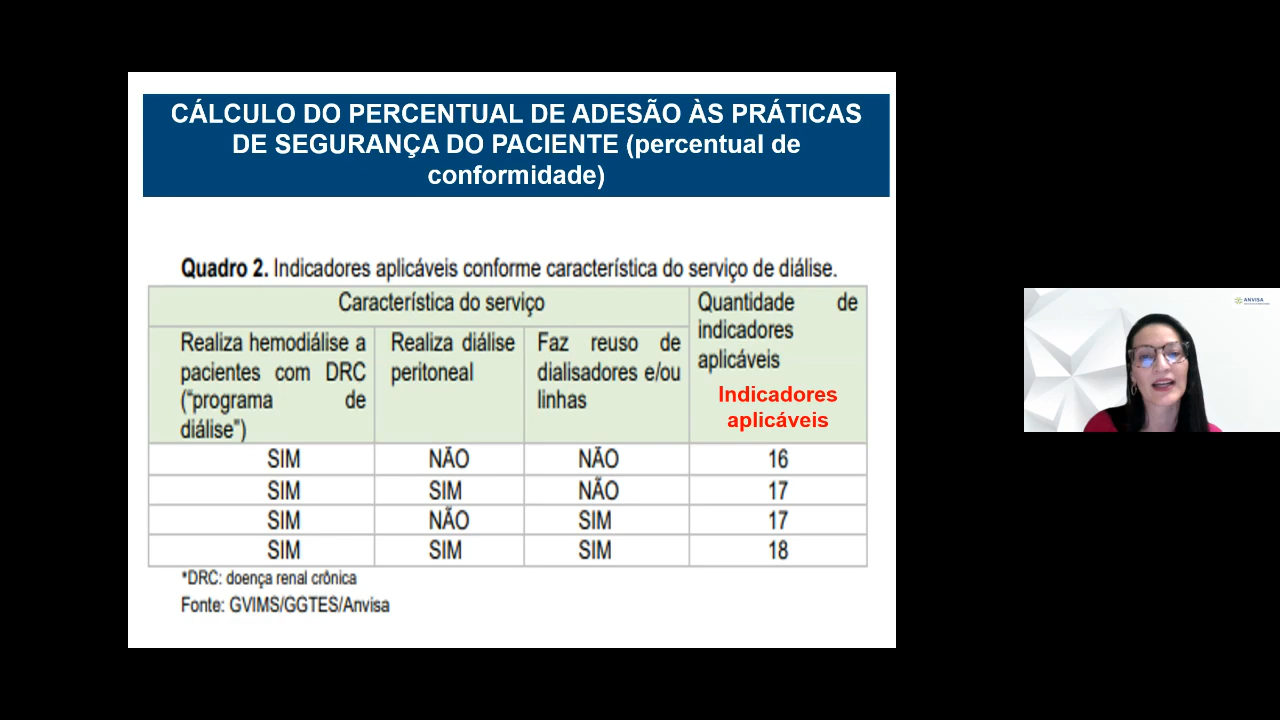 CÁLCULO DO PERCENTUAL DE ADESÃO ÀS PRÁTICAS
DE SEGURANÇA DO PACIENTE (percentual de
conformidade)
Quadro 2. Indicadores aplicáveis conforme característica do serviço de diálise.
Característica do serviço
Quantidade de
indicadores
aplicáveis
Indicadores
aplicáveis
Realiza hemodiálise a
pacientes com DRC
(“programa de
diálise”)
Realiza diálise
peritoneal
Faz reuso de
dialisadores e/ou
linhas
SIM NÃO NÃO 16
SIM SIM NÃO 17
SIM NÃO SIM 17
SIM SIM SIM 18
*DRC: doença renal crônica
Fonte: GVIMS/GGTES/Anvisa
ANVISA